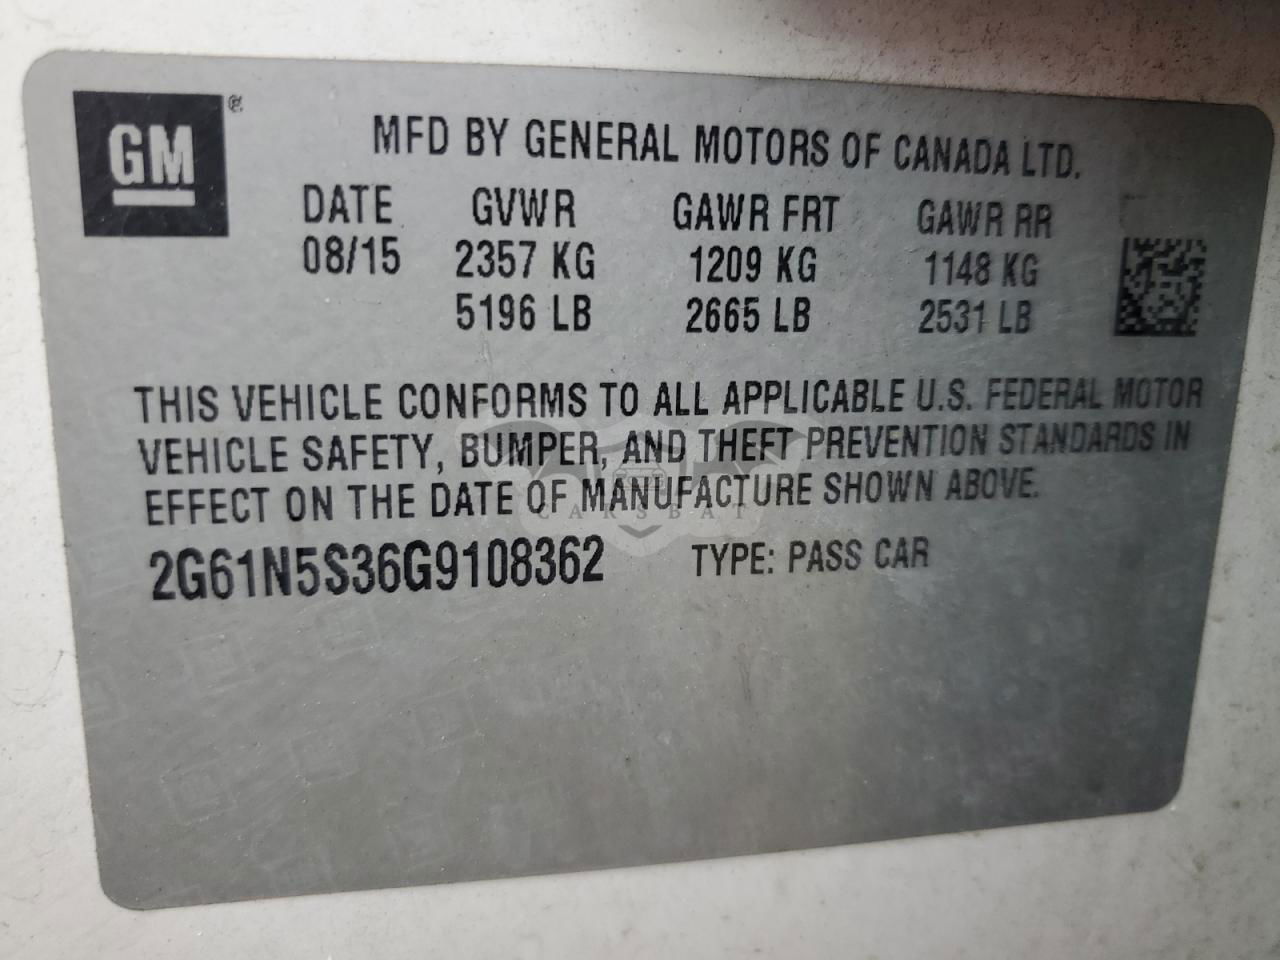 GM ®
MFD BY GENERAL MOTORS OF CANADA LTD.
DATE GVWR GAWR FRT GAWR RR
08/15 2357 KG 1209 KG 1148 KG
5196 LB 2665 LB 2531 LB
THIS VEHICLE CONFORMS TO ALL APPLICABLE U.S. FEDERAL MOTOR
VEHICLE SAFETY, BUMPER, AND THEFT PREVENTION STANDARDS IN
EFFECT ON THE DATE OF MANUFACTURE SHOWN ABOVE.
CARSBAT
2G61N5S36G9108362 TYPE: PASS CAR